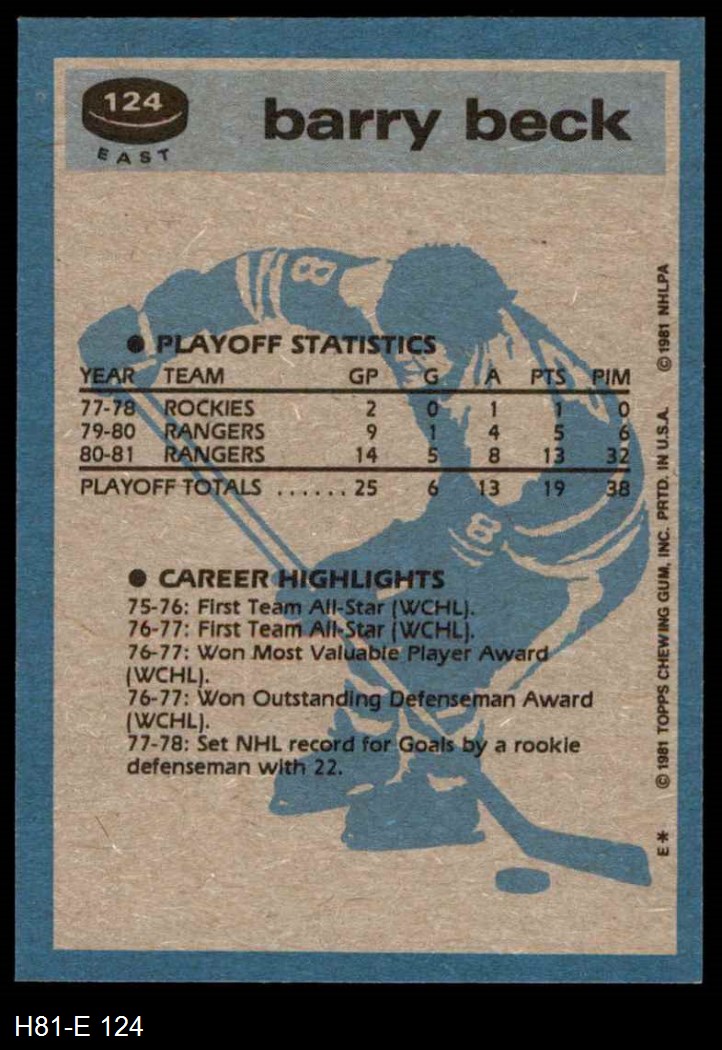 124
EAST
barry beck
● PLAYOFF STATISTICS
YEAR TEAM GP G A PTS PIM
77-78 ROCKIES 2 0 1 1 0
79-80 RANGERS 9 1 4 5 6
80-81 RANGERS 14 5 8 13 32
PLAYOFF TOTALS ...... 25 6 13 19 38
● CAREER HIGHLIGHTS
75-76: First Team All-Star (WCHL).
76-77: First Team All-Star (WCHL).
76-77: Won Most Valuable Player Award
(WCHL).
76-77: Won Outstanding Defenseman Award
(WCHL).
77-78: Set NHL record for Goals by a rookie
defenseman with 22.
8
8
E* © 1981 TOPPS CHEWING GUM, INC. PRTD. IN U.S.A. © 1981 NHLPA
H81-E 124